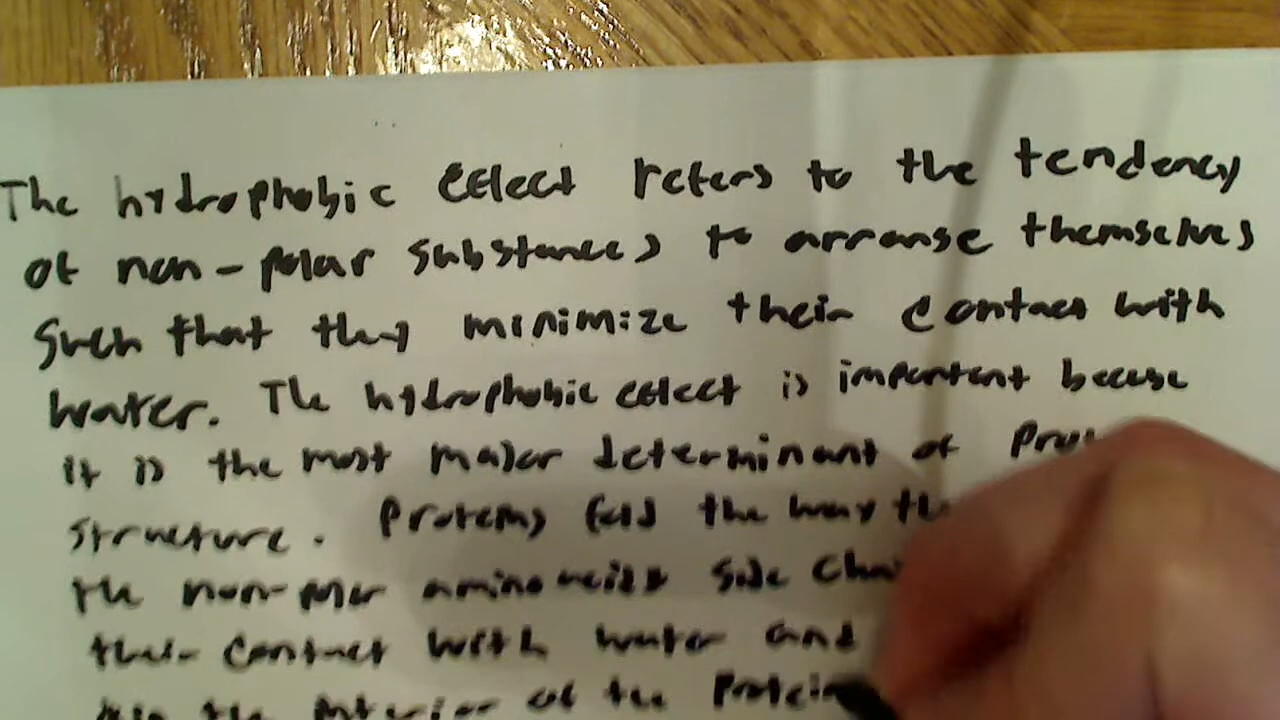 The hydrophobic effect refers to the tendency
of non-polar substances to arrange themselves
such that they minimize their contact with
water. The hydrophobic effect is important because
it is the most major determinant of
structure. Proteins fold the way
the non-polar amino acids side
their contact with water and
the interior of the protein